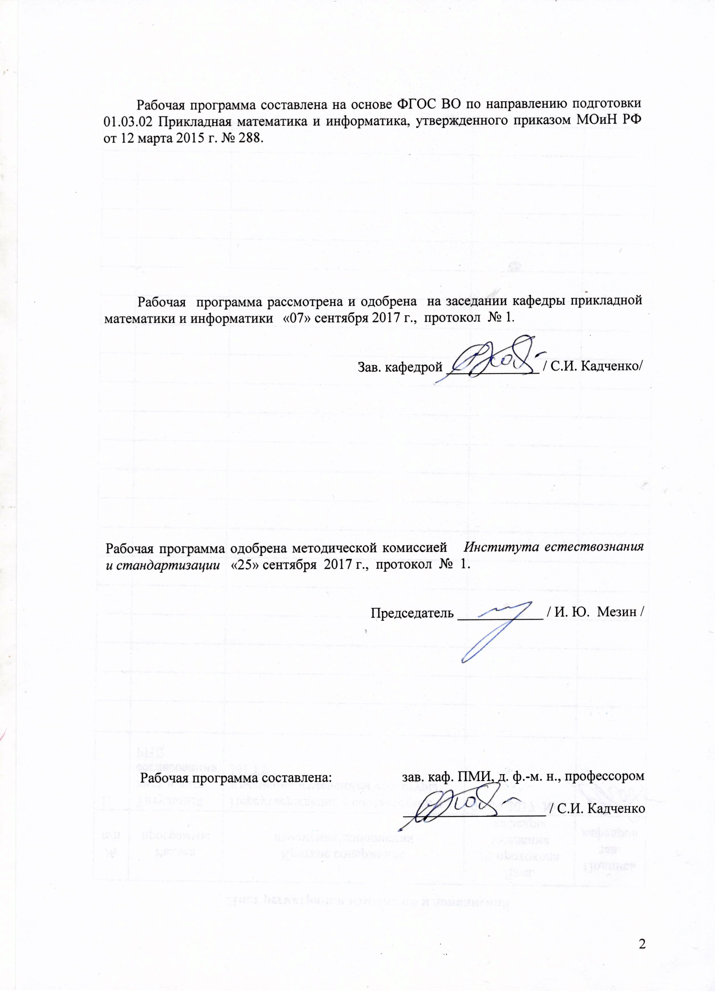 Рабочая программа составлена на основе ФГОС ВО по направлению подготовки
01.03.02 Прикладная математика и информатика, утвержденного приказом МОиН РФ
от 12 марта 2015 г. № 288.
Рабочая программа рассмотрена и одобрена на заседании кафедры прикладной
математики и информатики «07» сентября 2017 г., протокол № 1.
Зав. кафедрой / С.И. Кадченко/
Рабочая программа одобрена методической комиссией Института естествознания
и стандартизации «25» сентября 2017 г., протокол № 1.
Председатель / И. Ю. Мезин /
Рабочая программа составлена: зав. каф. ПМИ, д. ф.-м. н., профессором
/ С.И. Кадченко
2